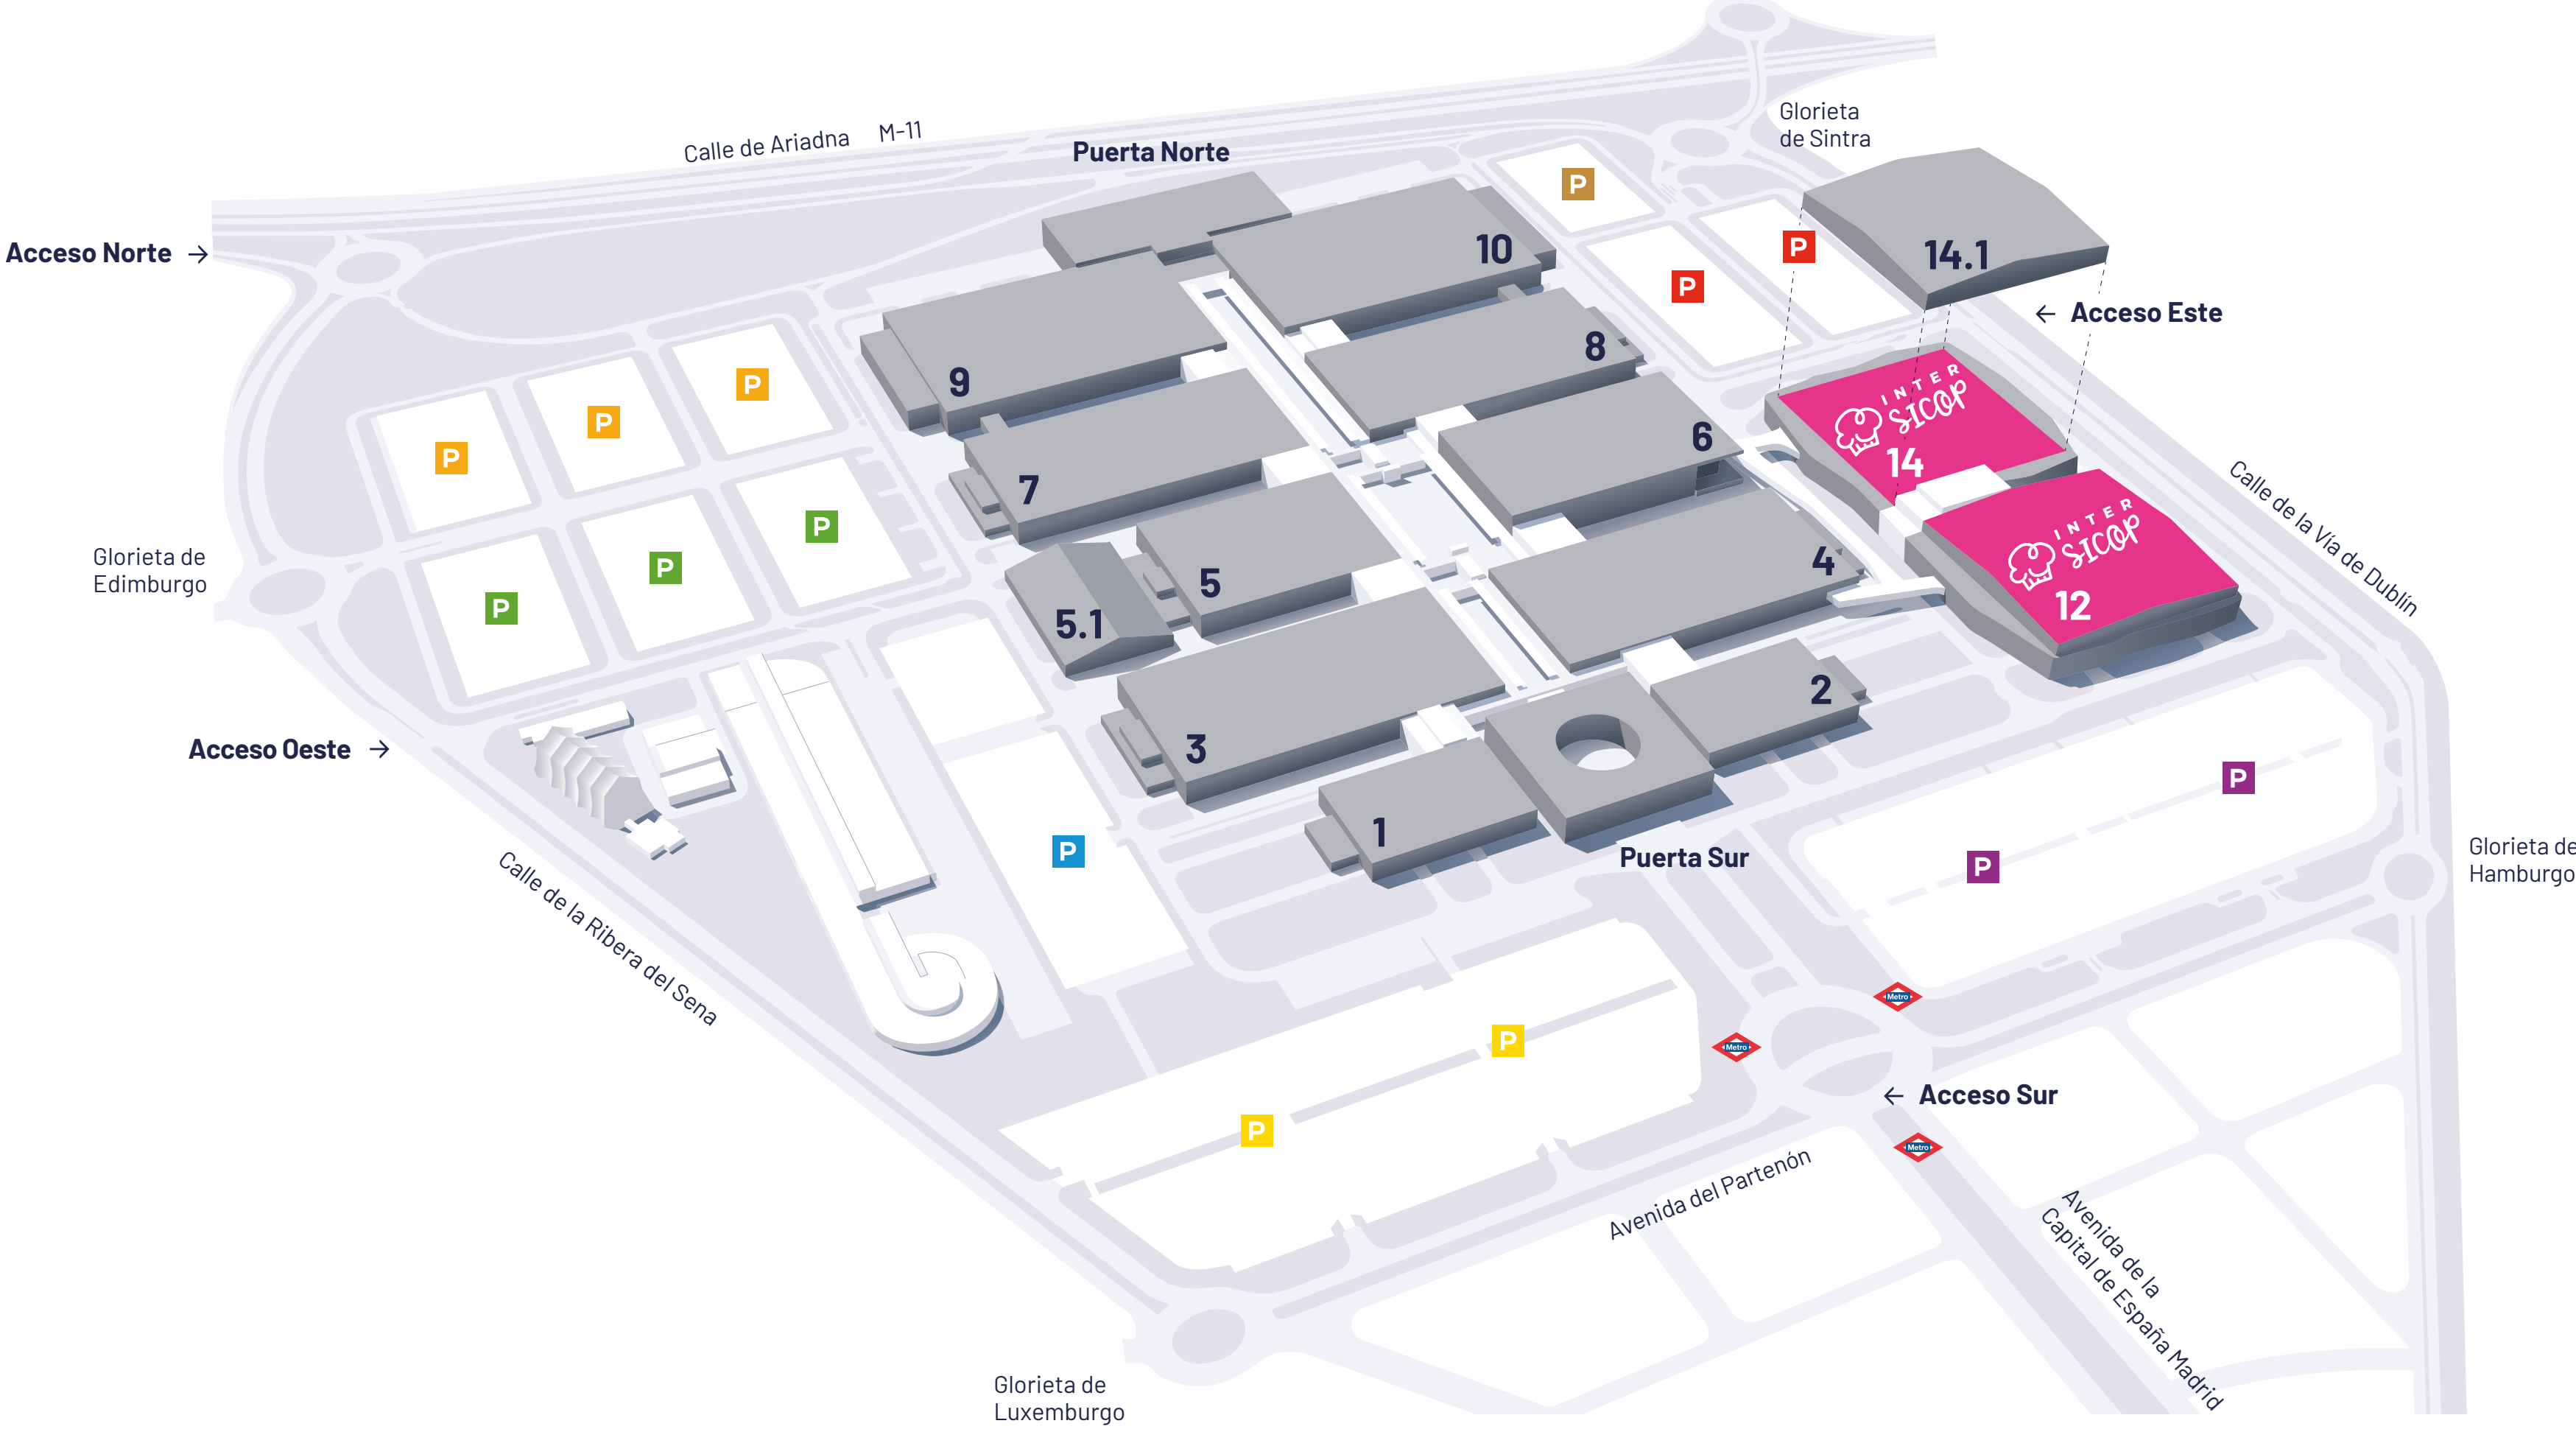 Calle de Ariadna
M-11
Puerta Norte
Glorieta
de Sintra
P
10
P
14.1
Acceso Norte →
P
← Acceso Este
8
9
P
P
P
INTER
SICOP
14
6
7
P
P
P
5
5.1
4
INTER
SICOP
12
Calle de la Vía de Dublín
Glorieta de
Edimburgo
2
3
Acceso Oeste →
P
1
Puerta Sur
P
P
Glorieta de
Hamburgo
Calle de la Ribera del Sena
Metro
Metro
P
P
← Acceso Sur
Metro
Avenida del Partenón
Avenida de la
Capital de España Madrid
Glorieta de
Luxemburgo